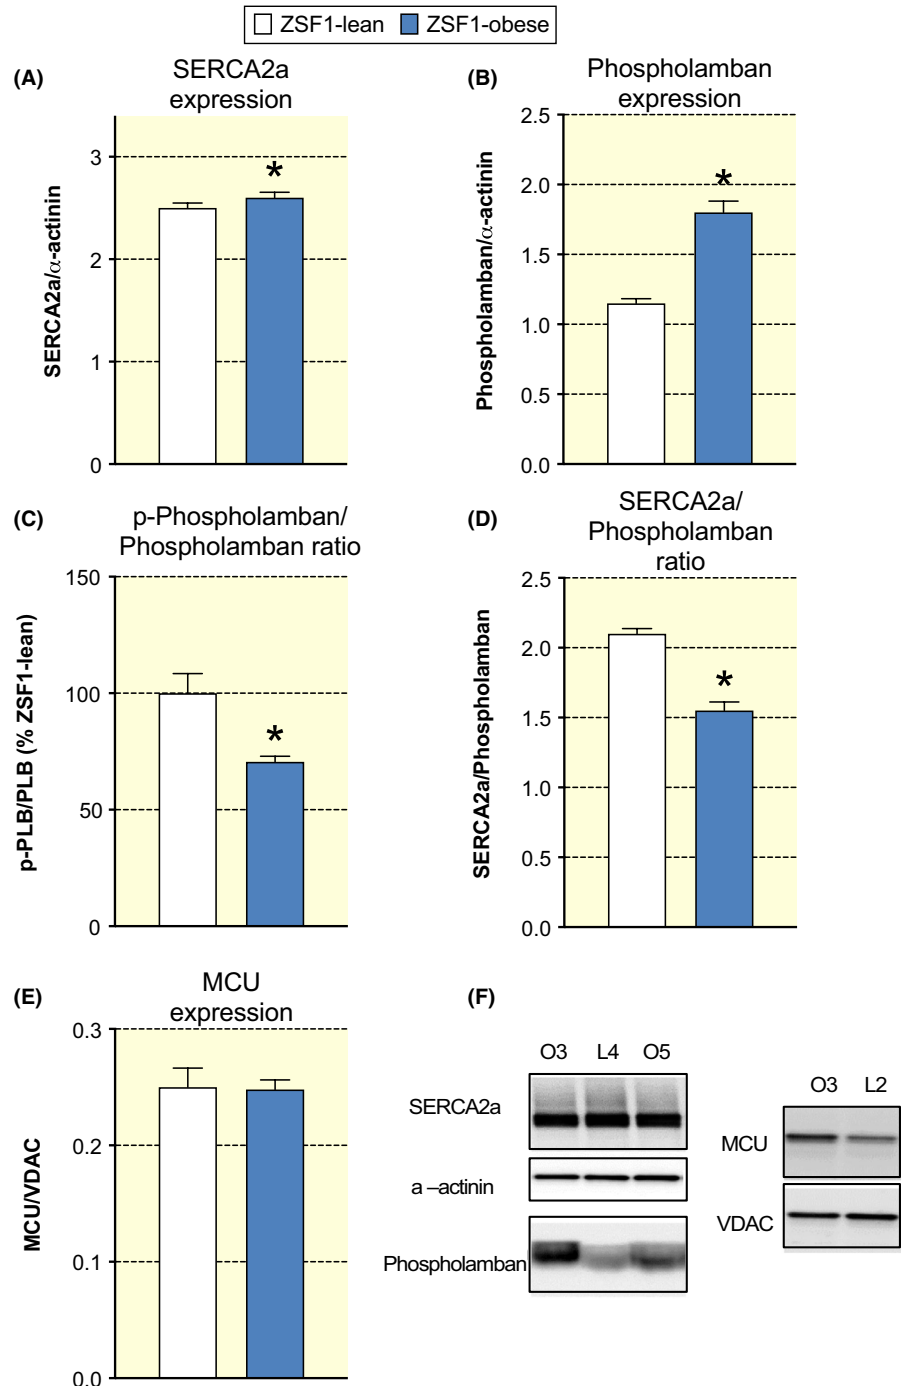 ZSF1-lean ZSF1-obese
(A)
SERCA2a
expression
SERCA2a/α-actinin
3
2
1
0
*
(B)
Phospholamban
expression
Phospholamban/α-actinin
2.5
2.0
1.5
1.0
0.5
0.0
*
(C)
p-Phospholamban/
Phospholamban ratio
p-PLB/PLB (% ZSF1-lean)
150
100
50
0
*
(D)
SERCA2a/
Phospholamban
ratio
SERCA2a/Phospholamban
2.5
2.0
1.5
1.0
0.5
0.0
*
(E)
MCU
expression
MCU/VDAC
0.3
0.2
0.1
0.0
(F)
O3 L4 O5
SERCA2a
a –actinin
Phospholamban
O3 L2
MCU
VDAC